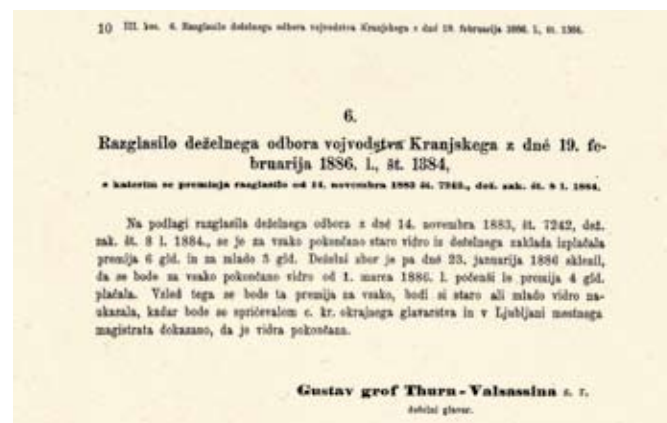 10 III. kos. 6. Razglasilo deželnega odbora vojvodstva Kranjskega z dné 19. februarija 1886. l., št. 1384.
6.
Razglasilo deželnega odbora vojvodstva Kranjskega z dné 19. fe-
bruarija 1886. l., št. 1384,
s katerim se preminja razglasilo od 14. novembra 1883 št. 7242., dež. zak. št. 8 l. 1884.
Na podlagi razglasila deželnega odbora z dné 14. novembra 1883, št. 7242, dež.
zak. št. 8 l. 1884., se je za vsako pokončano staro vidro iz deželnega zaklada izplačala
premija 6 gld. in za mlado 3 gld. Deželni zbor je pa dné 23. januarija 1886 sklenil,
da se bode za vsako pokončano vidro od 1. marca 1886. l. počenši le premija 4 gld.
plačala. Vsled tega se bode ta premija za vsako, bodi si staro ali mlado vidro na-
ukazala, kadar bode se spričevalom c. kr. okrajnega glavarstva in v Ljubljani mestnega
magistrata dokazano, da je vidra pokončana.
Gustav grof Thurn-Valsassina s. r.
deželni glavar.